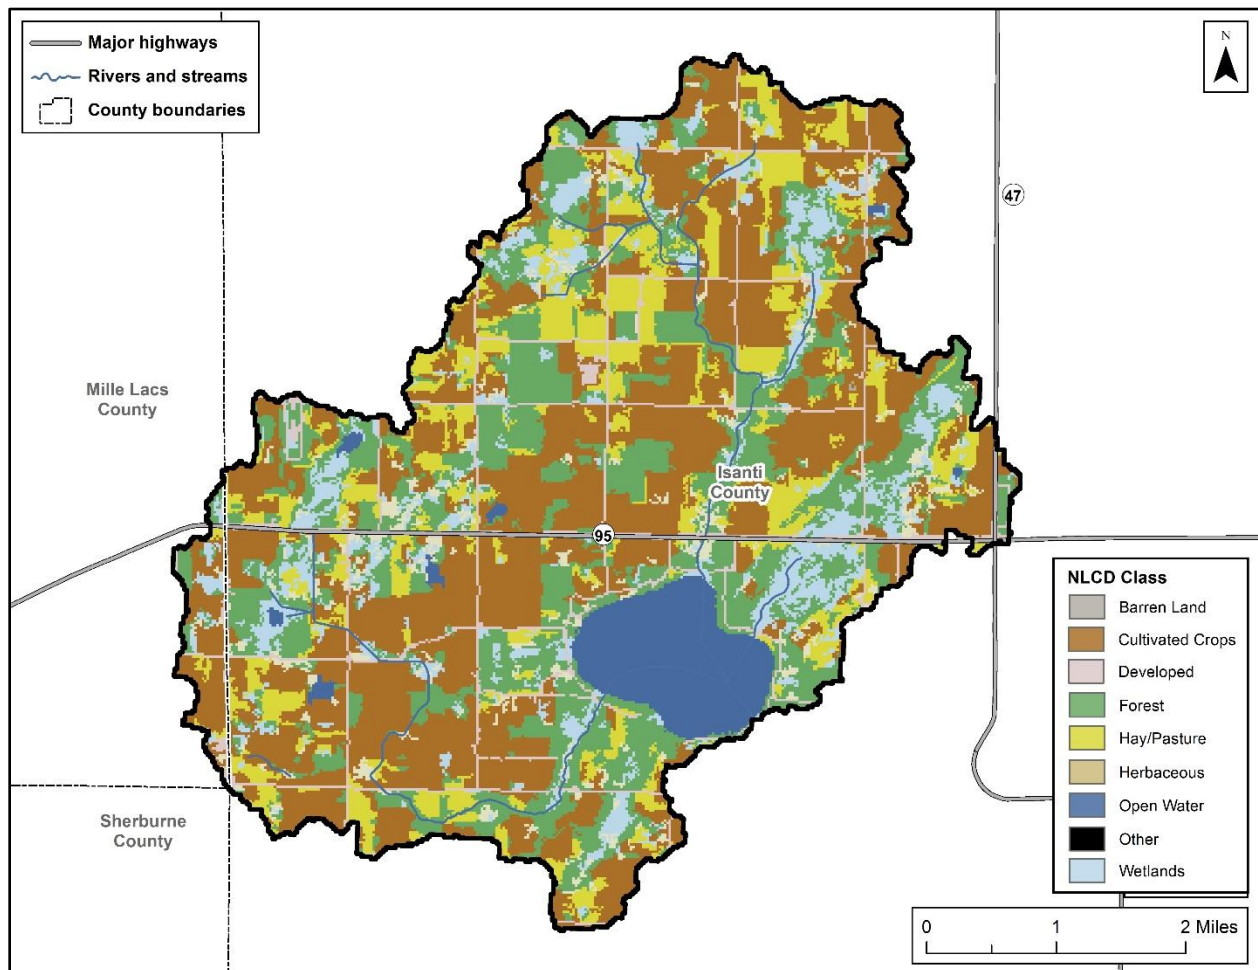 Major highways
Rivers and streams
County boundaries
N
47
Mille Lacs
County
Isanti
County
95
NLCD Class
Barren Land
Cultivated Crops
Developed
Forest
Hay/Pasture
Herbaceous
Open Water
Other
Wetlands
Sherburne
County
0 1 2 Miles